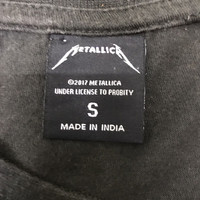 METALLICA
©2017 METALLICA
UNDER LICENSE TO PROBITY
S
MADE IN INDIA